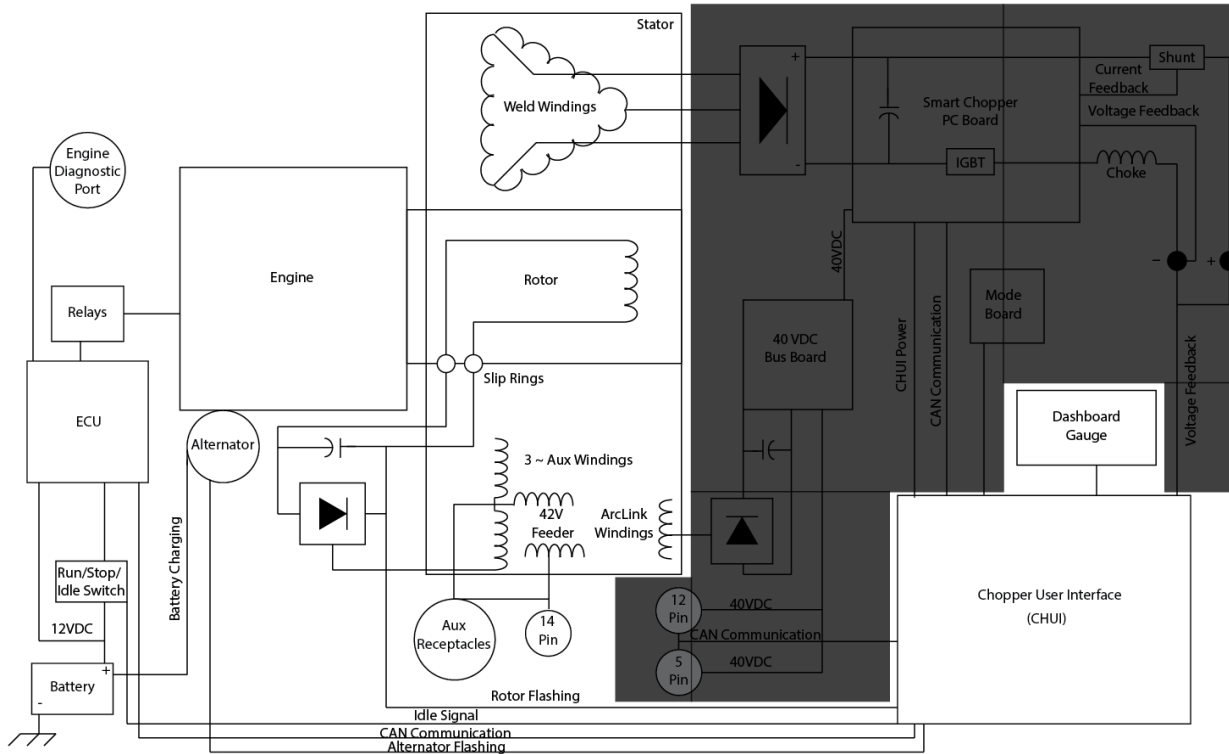 Stator
Weld Windings
+
-
Smart Chopper
PC Board
IGBT
Shunt
Current
Feedback
Voltage Feedback
Choke
−
+
Engine
Diagnostic
Port
Engine
Rotor
Slip Rings
Relays
ECU
Alternator
40VDC
40 VDC
Bus Board
CHUI Power
CAN Communication
Mode
Board
Voltage Feedback
Dashboard
Gauge
3 ~ Aux Windings
42V
Feeder
ArcLink
Windings
Battery Charging
Run/Stop/
Idle Switch
12VDC
Battery
+
-
Aux
Receptacles
14
Pin
12
Pin
40VDC
CAN Communication
5
Pin
40VDC
Chopper User Interface
(CHUI)
Rotor Flashing
Idle Signal
CAN Communication
Alternator Flashing